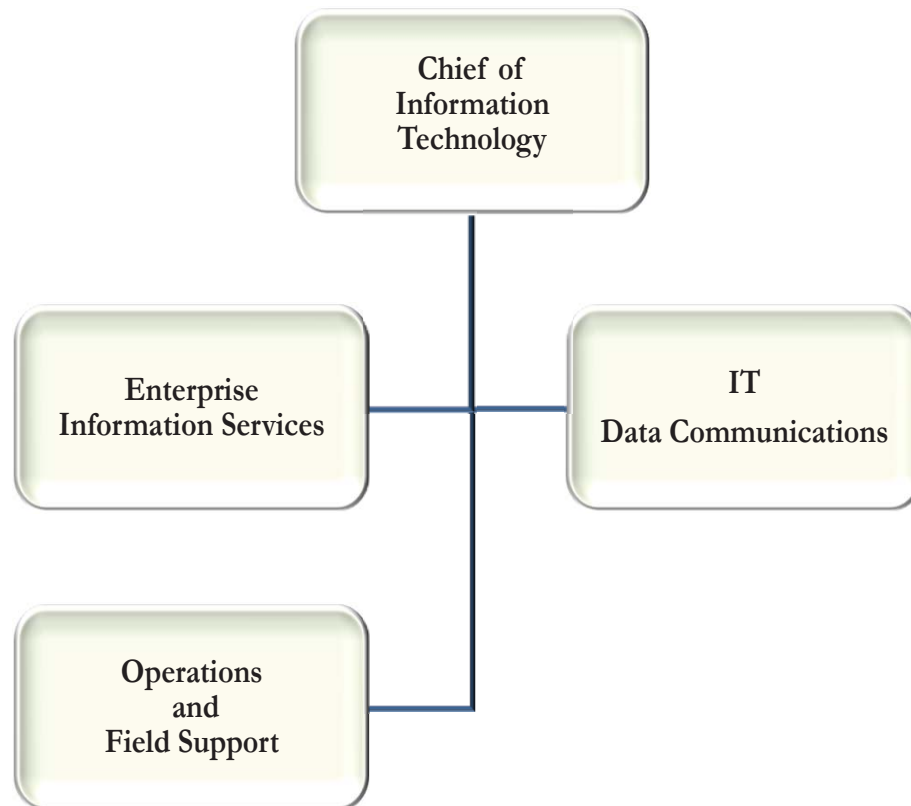 Chief of
Information
Technology
Enterprise
Information Services
IT
Data Communications
Operations
and
Field Support